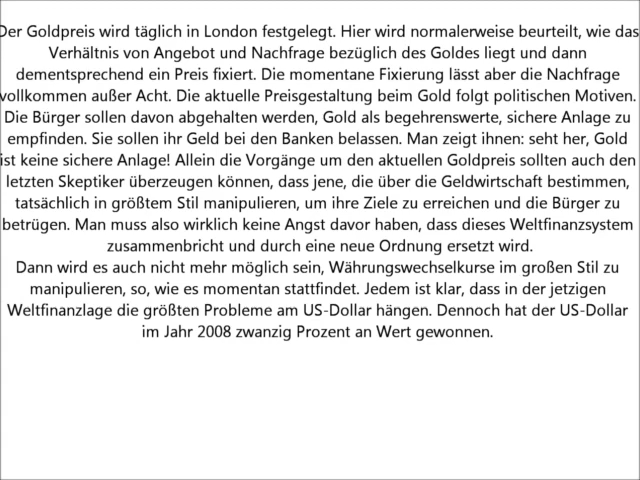 Der Goldpreis wird täglich in London festgelegt. Hier wird normalerweise beurteilt, wie das
Verhältnis von Angebot und Nachfrage bezüglich des Goldes liegt und dann
dementsprechend ein Preis fixiert. Die momentane Fixierung lässt aber die Nachfrage
vollkommen außer Acht. Die aktuelle Preisgestaltung beim Gold folgt politischen Motiven.
Die Bürger sollen davon abgehalten werden, Gold als begehrenswerte, sichere Anlage zu
empfinden. Sie sollen ihr Geld bei den Banken belassen. Man zeigt ihnen: seht her, Gold
ist keine sichere Anlage! Allein die Vorgänge um den aktuellen Goldpreis sollten auch den
letzten Skeptiker überzeugen können, dass jene, die über die Geldwirtschaft bestimmen,
tatsächlich in größtem Stil manipulieren, um ihre Ziele zu erreichen und die Bürger zu
betrügen. Man muss also wirklich keine Angst davor haben, dass dieses Weltfinanzsystem
zusammenbricht und durch eine neue Ordnung ersetzt wird.
Dann wird es auch nicht mehr möglich sein, Währungswechselkurse im großen Stil zu
manipulieren, so, wie es momentan stattfindet. Jedem ist klar, dass in der jetzigen
Weltfinanzlage die größten Probleme am US-Dollar hängen. Dennoch hat der US-Dollar
im Jahr 2008 zwanzig Prozent an Wert gewonnen.